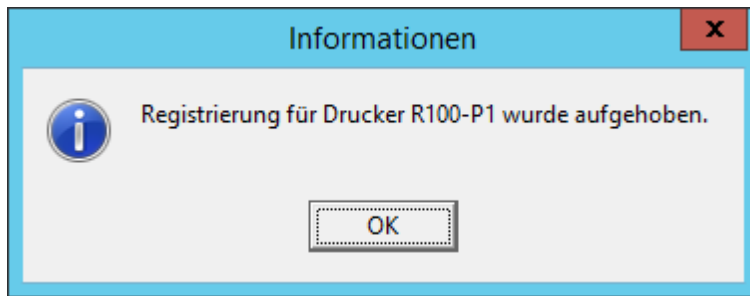 Informationen
x
Registrierung für Drucker R100-P1 wurde aufgehoben.
OK